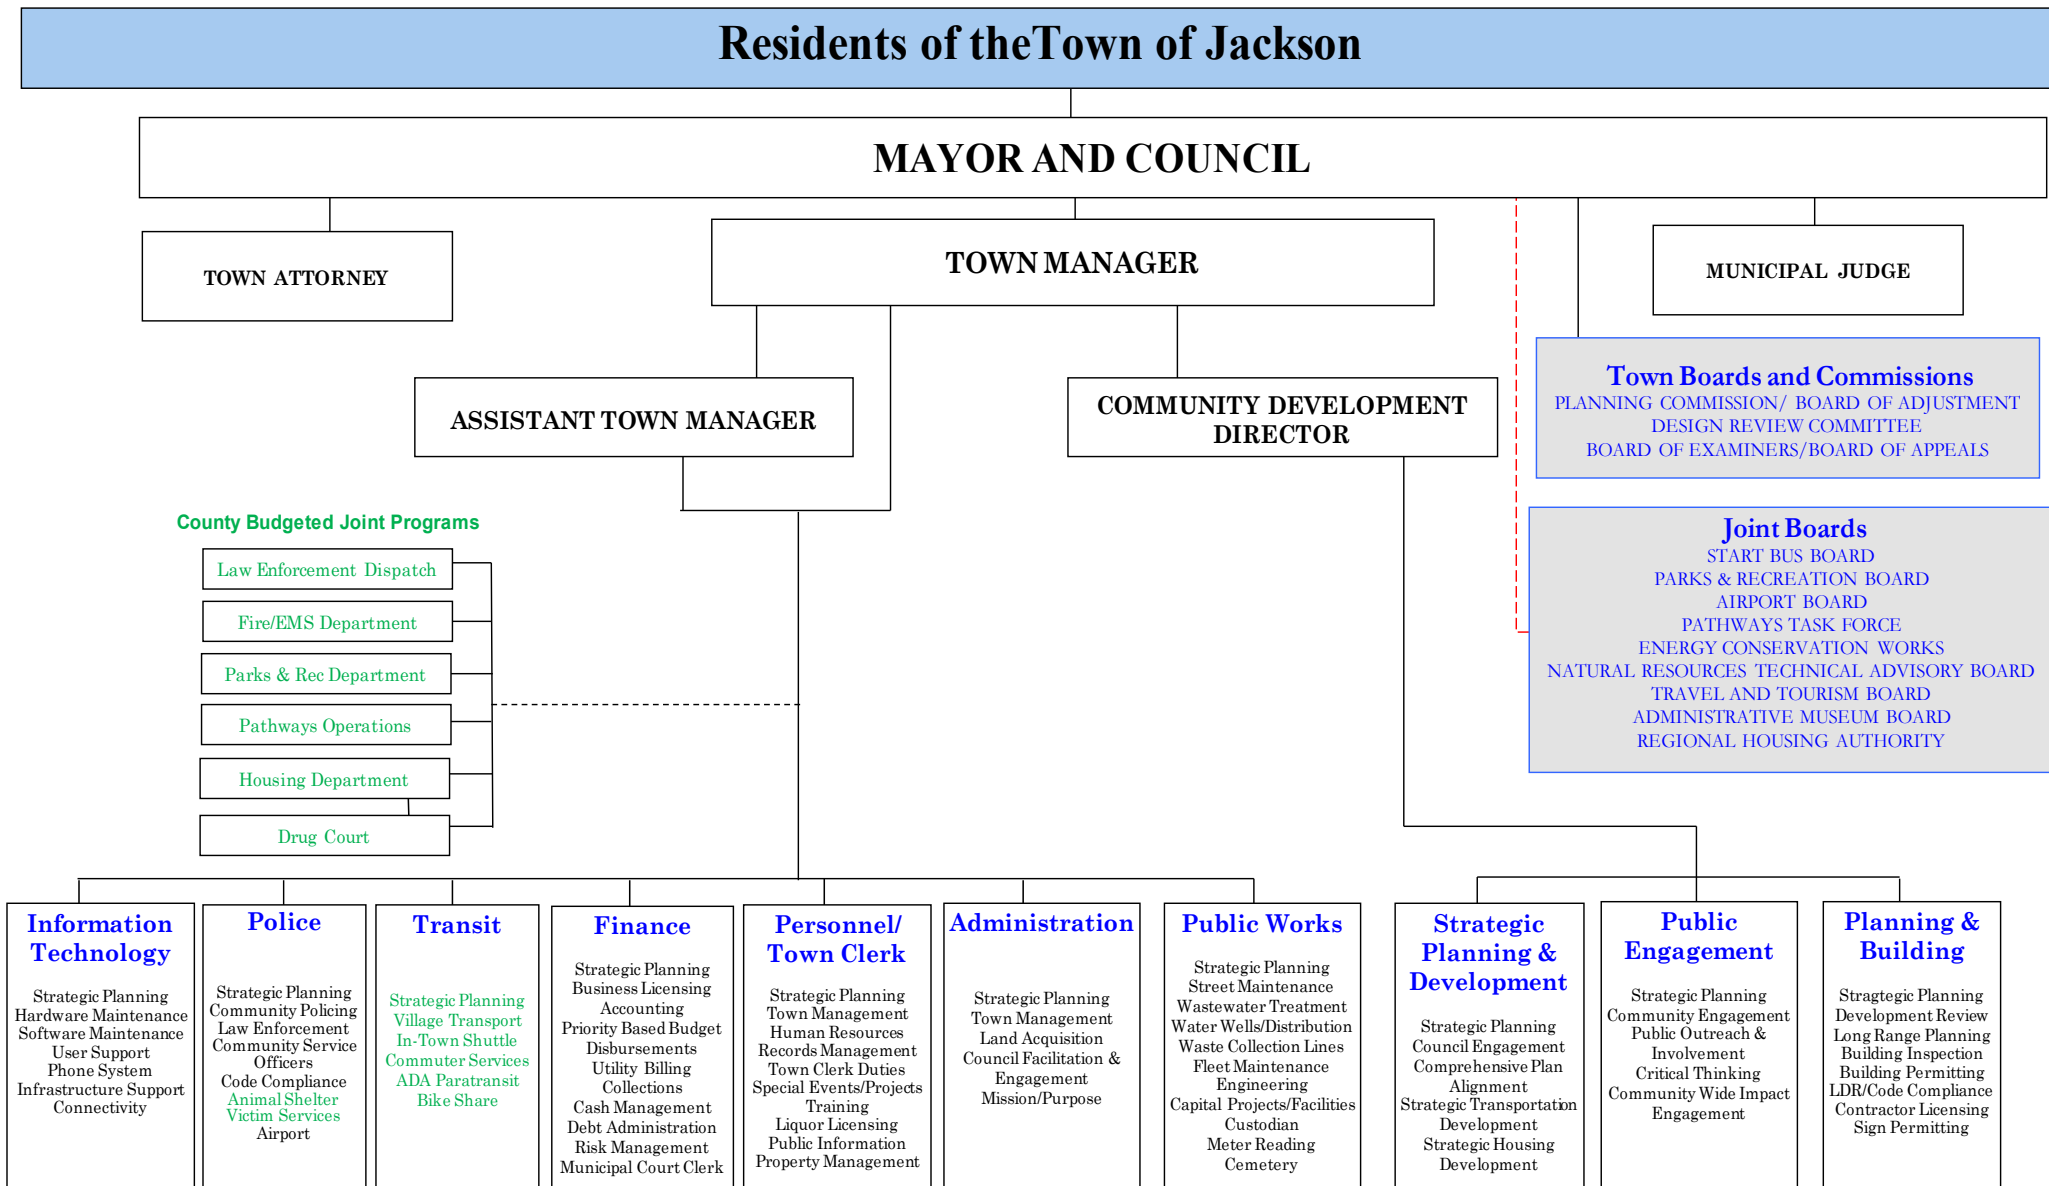 Residents of theTown of Jackson
MAYOR AND COUNCIL
TOWN ATTORNEY
TOWN MANAGER
MUNICIPAL JUDGE
ASSISTANT TOWN MANAGER
COMMUNITY DEVELOPMENT
DIRECTOR
Town Boards and Commissions
PLANNING COMMISSION/ BOARD OF ADJUSTMENT
DESIGN REVIEW COMMITTEE
BOARD OF EXAMINERS/BOARD OF APPEALS
Joint Boards
START BUS BOARD
PARKS & RECREATION BOARD
AIRPORT BOARD
PATHWAYS TASK FORCE
ENERGY CONSERVATION WORKS
NATURAL RESOURCES TECHNICAL ADVISORY BOARD
TRAVEL AND TOURISM BOARD
ADMINISTRATIVE MUSEUM BOARD
REGIONAL HOUSING AUTHORITY
County Budgeted Joint Programs
Law Enforcement Dispatch
Fire/EMS Department
Parks & Rec Department
Pathways Operations
Housing Department
Drug Court
Information
Technology
Strategic Planning
Hardware Maintenance
Software Maintenance
User Support
Phone System
Infrastructure Support
Connectivity
Police
Strategic Planning
Community Policing
Law Enforcement
Community Service
Officers
Code Compliance
Animal Shelter
Victim Services
Airport
Transit
Strategic Planning
Village Transport
In-Town Shuttle
Commuter Services
ADA Paratransit
Bike Share
Finance
Strategic Planning
Business Licensing
Accounting
Priority Based Budget
Disbursements
Utility Billing
Collections
Cash Management
Debt Administration
Risk Management
Municipal Court Clerk
Personnel/
Town Clerk
Strategic Planning
Town Management
Human Resources
Records Management
Town Clerk Duties
Special Events/Projects
Training
Liquor Licensing
Public Information
Property Management
Administration
Strategic Planning
Town Management
Land Acquisition
Council Facilitation &
Engagement
Mission/Purpose
Public Works
Strategic Planning
Street Maintenance
Wastewater Treatment
Water Wells/Distribution
Waste Collection Lines
Fleet Maintenance
Engineering
Capital Projects/Facilities
Custodian
Meter Reading
Cemetery
Strategic
Planning &
Development
Strategic Planning
Council Engagement
Comprehensive Plan
Alignment
Strategic Transportation
Development
Strategic Housing
Development
Public
Engagement
Strategic Planning
Community Engagement
Public Outreach &
Involvement
Critical Thinking
Community Wide Impact
Engagement
Planning &
Building
Stragtegic Planning
Development Review
Long Range Planning
Building Inspection
Building Permitting
LDR/Code Compliance
Contractor Licensing
Sign Permitting